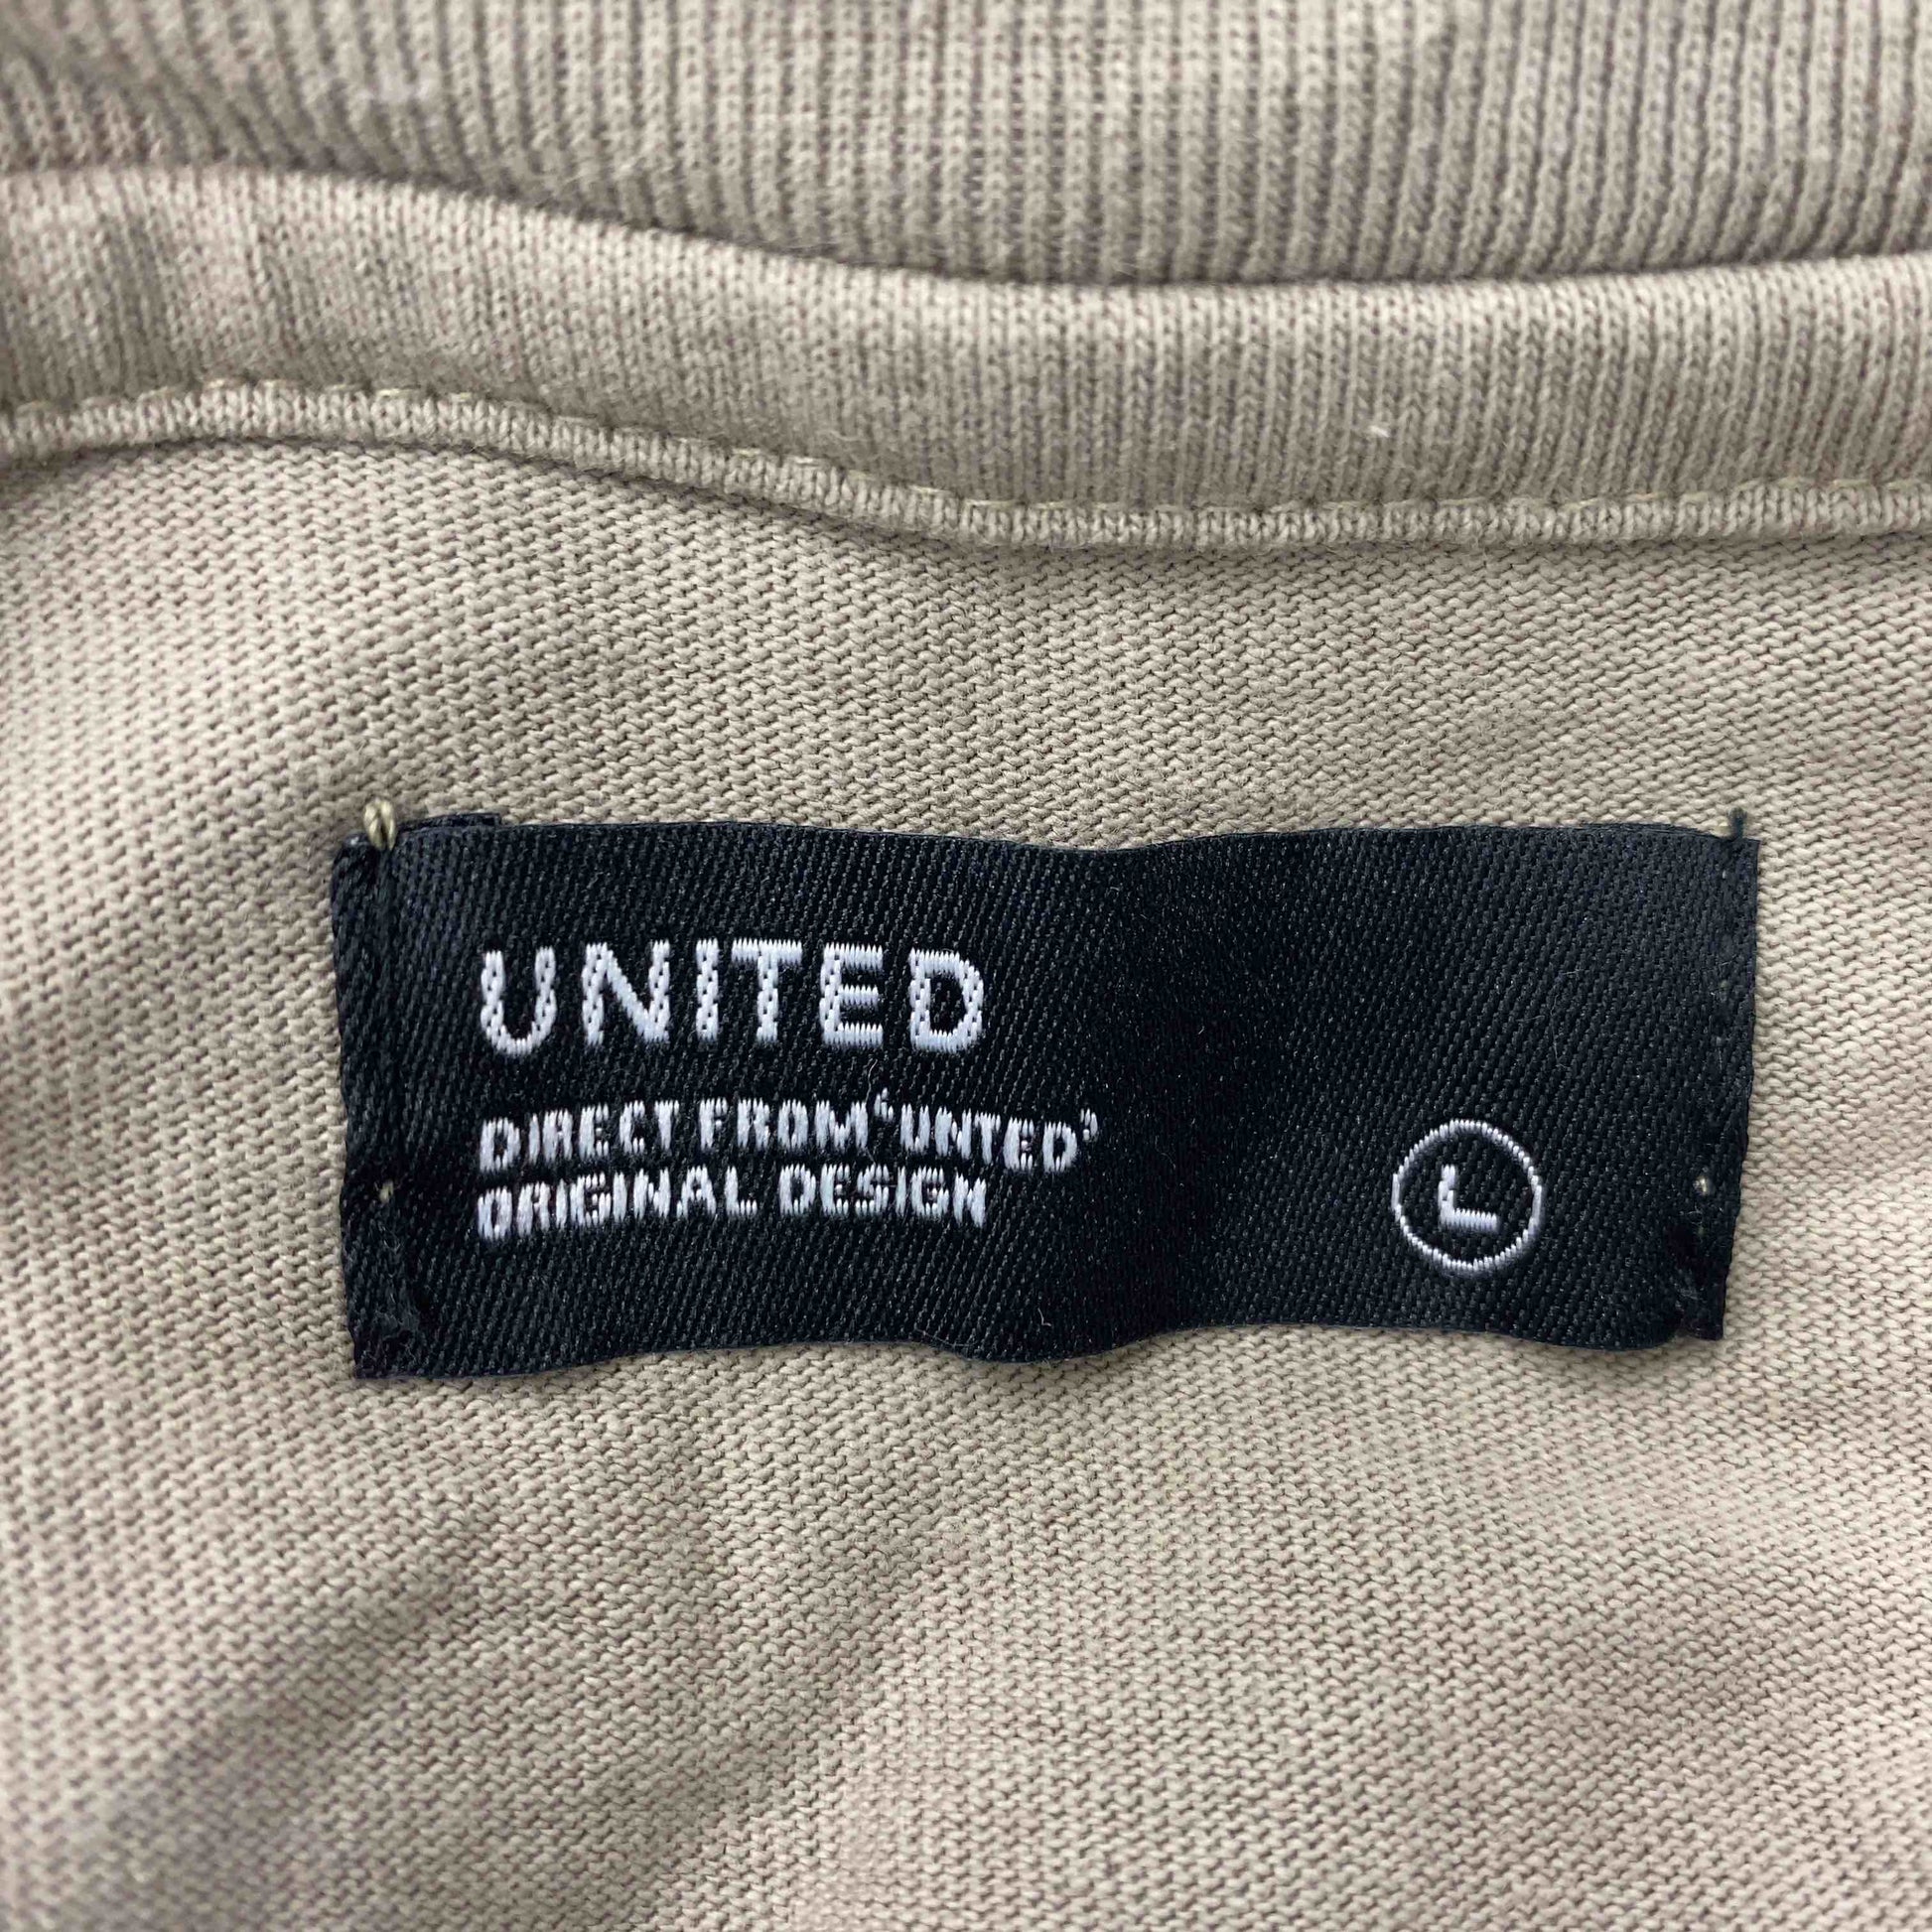 UNITED
DIRECT FROM 'UNTED'
ORIGINAL DESIGN
L